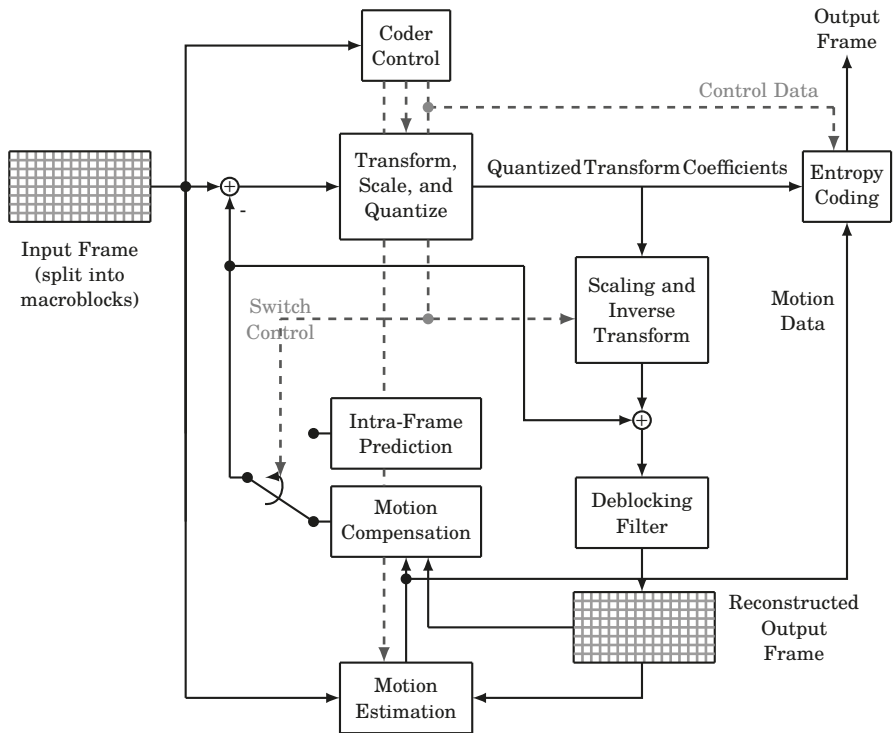 Output
Frame
Coder
Control
Control Data
Transform,
Scale, and
Quantize
Quantized Transform Coefficients
Entropy
Coding
-
Input Frame
(split into
macroblocks)
Scaling and
Inverse
Transform
Motion
Data
Switch
Control
Intra-Frame
Prediction
Motion
Compensation
Deblocking
Filter
Reconstructed
Output
Frame
Motion
Estimation